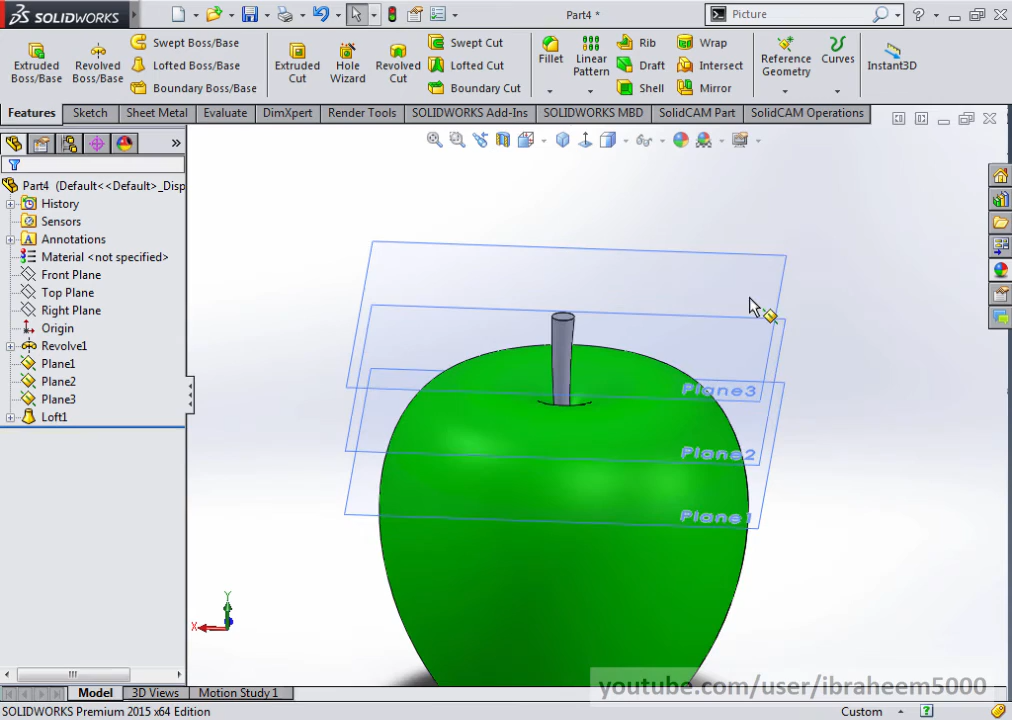 SOLIDWORKS
Part4 *
Picture
Extruded Boss/Base
Revolved Boss/Base
Swept Boss/Base
Lofted Boss/Base
Boundary Boss/Base
Extruded Cut
Hole Wizard
Revolved Cut
Swept Cut
Lofted Cut
Boundary Cut
Fillet
Linear Pattern
Rib
Draft
Shell
Wrap
Intersect
Mirror
Reference Geometry
Curves
Instant3D
Features
Sketch
Sheet Metal
Evaluate
DimXpert
Render Tools
SOLIDWORKS Add-Ins
SOLIDWORKS MBD
SolidCAM Part
SolidCAM Operations
Part4 (Default<<Default>_Disp
History
Sensors
Annotations
Material <not specified>
Front Plane
Top Plane
Right Plane
Origin
Revolve1
Plane1
Plane2
Plane3
Loft1
Plane3
Plane2
Plane1
Y
X
Model
3D Views
Motion Study 1
youtube.com/user/ibraheem5000
SOLIDWORKS Premium 2015 x64 Edition
Custom